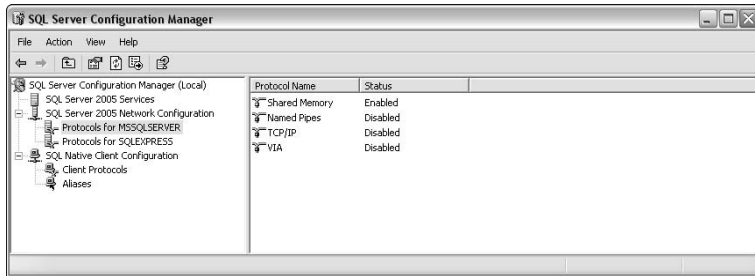 SQL Server Configuration Manager
File Action View Help
SQL Server Configuration Manager (Local)
SQL Server 2005 Services
SQL Server 2005 Network Configuration
Protocols for MSSQLSERVER
Protocols for SQLEXPRESS
SQL Native Client Configuration
Client Protocols
Aliases
Protocol Name Status
Shared Memory Enabled
Named Pipes Disabled
TCP/IP Disabled
VIA Disabled